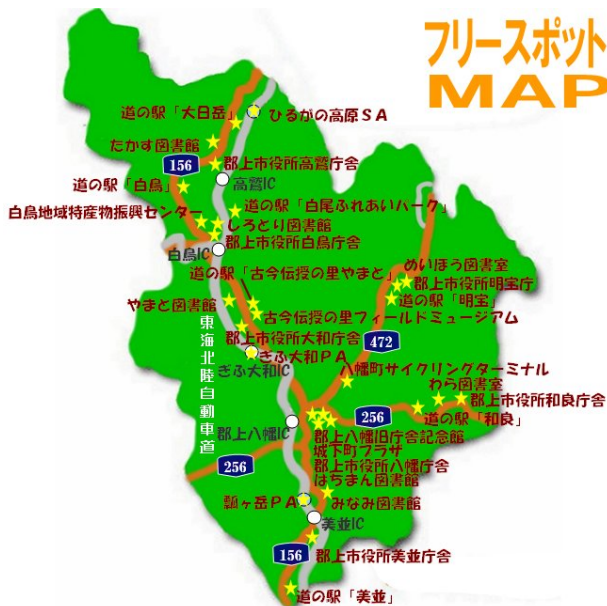 フリースポット
MAP
道の駅「大日岳」
ひるがの高原SA
たかす図書館
156
郡上市役所高鷲庁舎
高鷲IC
道の駅「白鳥」
道の駅「白尾ふれあいパーク」
白鳥地域特産物振興センター
しろとり図書館
郡上市役所白鳥庁舎
白鳥IC
道の駅「古今伝授の里やまと」
めいほう図書室
郡上市役所明宝庁
道の駅「明宝」
やまと図書館
古今伝授の里フィールドミュージアム
東海北陸自動車道
郡上市役所大和庁舎
472
ぎふ大和PA
ぎふ大和IC
八幡町サイクリングターミナル
わら図書室
郡上市役所和良庁舎
256
道の駅「和良」
郡上八幡IC
郡上八幡旧庁舎記念館
城下町プラザ
256
郡上市役所八幡庁舎
はちまん図書館
瓢ヶ岳PA
みなみ図書館
美並IC
156
郡上市役所美並庁舎
道の駅「美並」